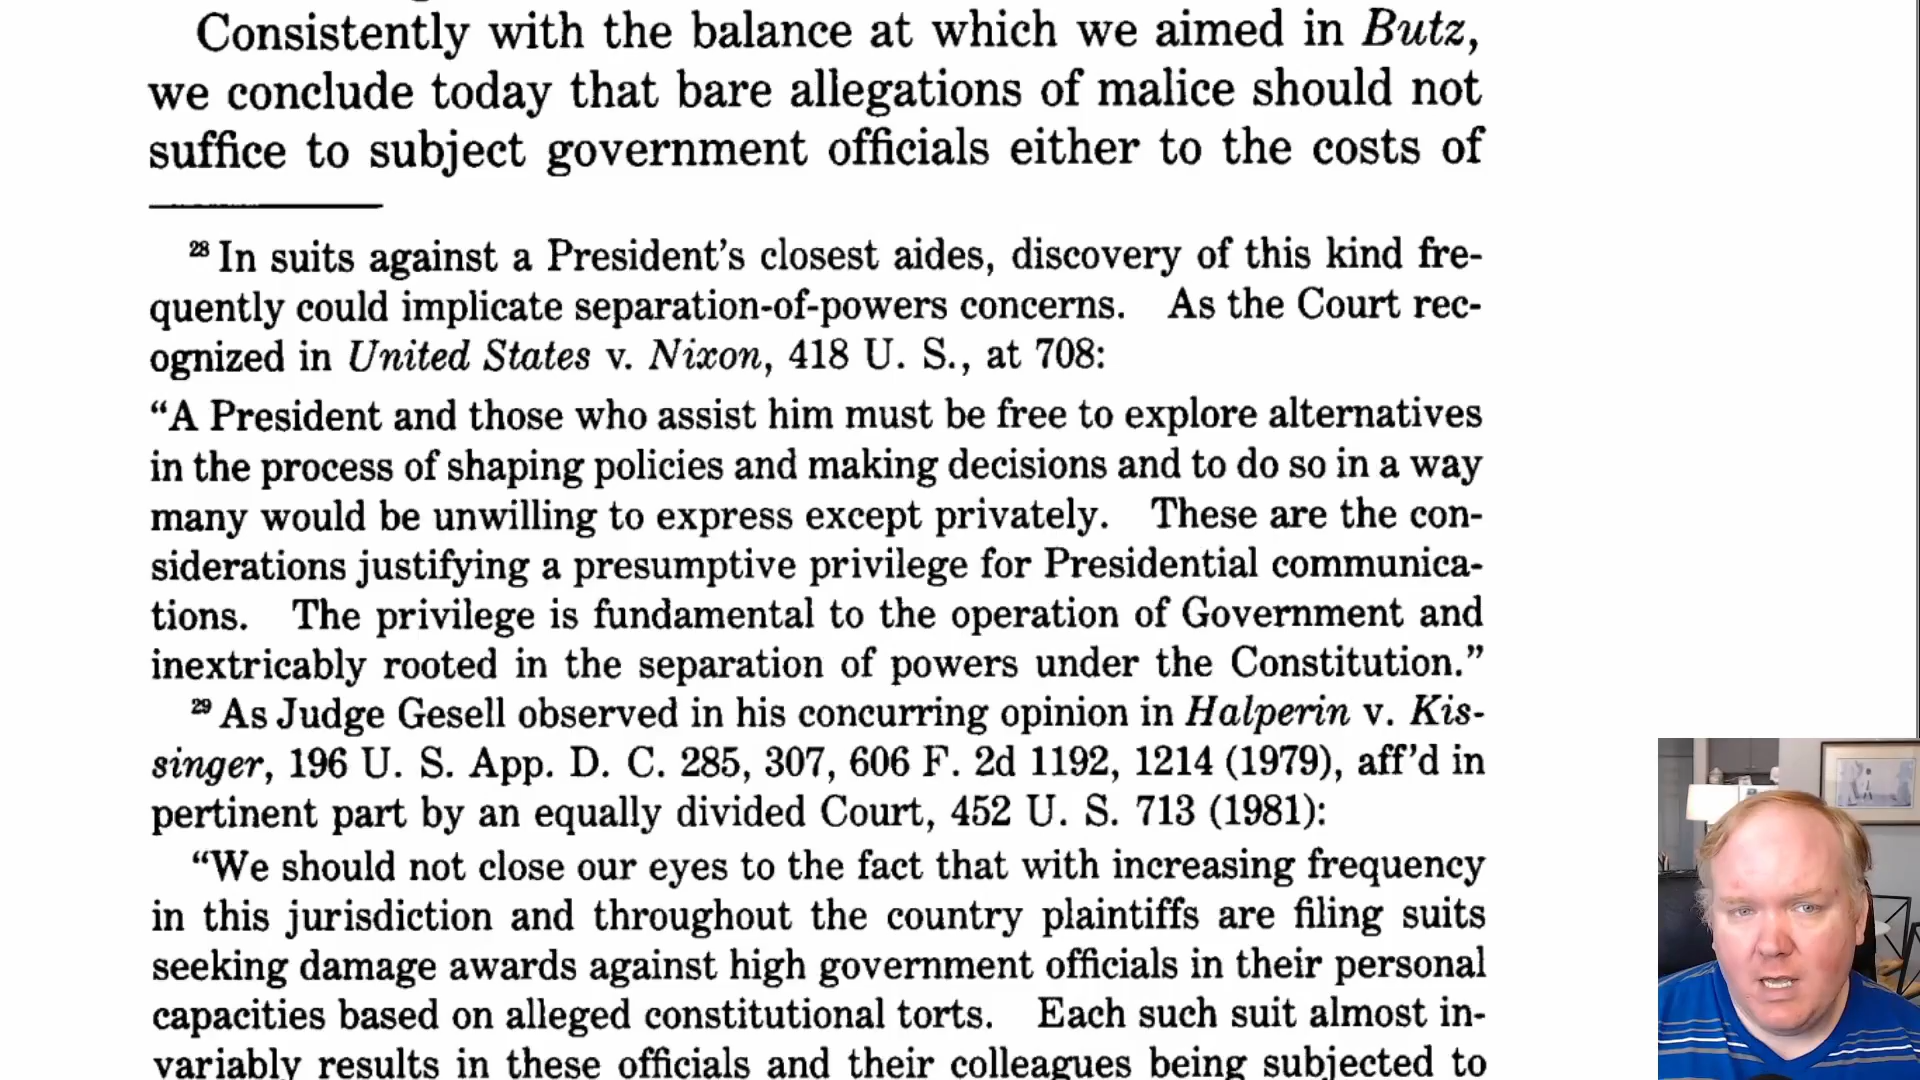 Consistently with the balance at which we aimed in Butz,
we conclude today that bare allegations of malice should not
suffice to subject government officials either to the costs of
28 In suits against a President's closest aides, discovery of this kind fre-
quently could implicate separation-of-powers concerns. As the Court rec-
ognized in United States v. Nixon, 418 U. S., at 708:
“A President and those who assist him must be free to explore alternatives
in the process of shaping policies and making decisions and to do so in a way
many would be unwilling to express except privately. These are the con-
siderations justifying a presumptive privilege for Presidential communica-
tions. The privilege is fundamental to the operation of Government and
inextricably rooted in the separation of powers under the Constitution.”
29 As Judge Gesell observed in his concurring opinion in Halperin v. Kis-
singer, 196 U. S. App. D. C. 285, 307, 606 F. 2d 1192, 1214 (1979), aff'd in
pertinent part by an equally divided Court, 452 U. S. 713 (1981):
“We should not close our eyes to the fact that with increasing frequency
in this jurisdiction and throughout the country plaintiffs are filing suits
seeking damage awards against high government officials in their personal
capacities based on alleged constitutional torts. Each such suit almost in-
variably results in these officials and their colleagues being subjected to